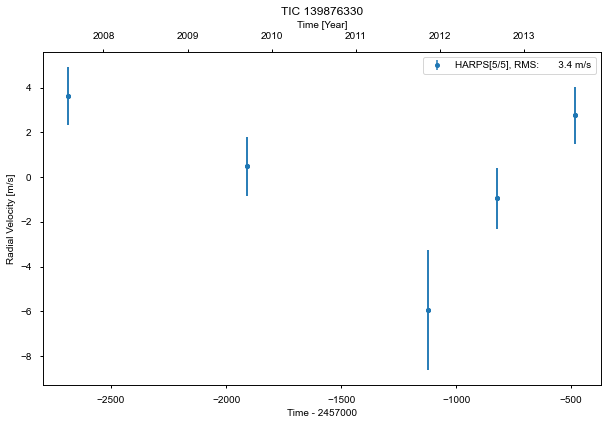 TIC 139876330
Time [Year]
2008 2009 2010 2011 2012 2013
HARPS[5/5], RMS: 3.4 m/s
4
2
0
−2
−4
−6
−8
Radial Velocity [m/s]
−2500 −2000 −1500 −1000 −500
Time - 2457000